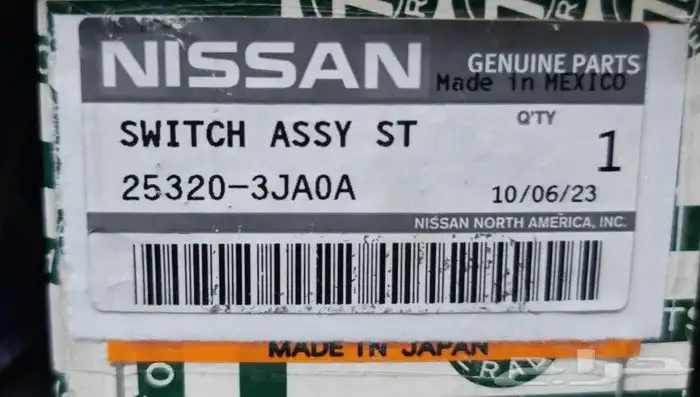 NISSAN
GENUINE PARTS
Made in MEXICO
SWITCH ASSY ST
Q'TY
1
25320-3JA0A
10/06/23
NISSAN NORTH AMERICA, INC.
MADE IN JAPAN
حراج